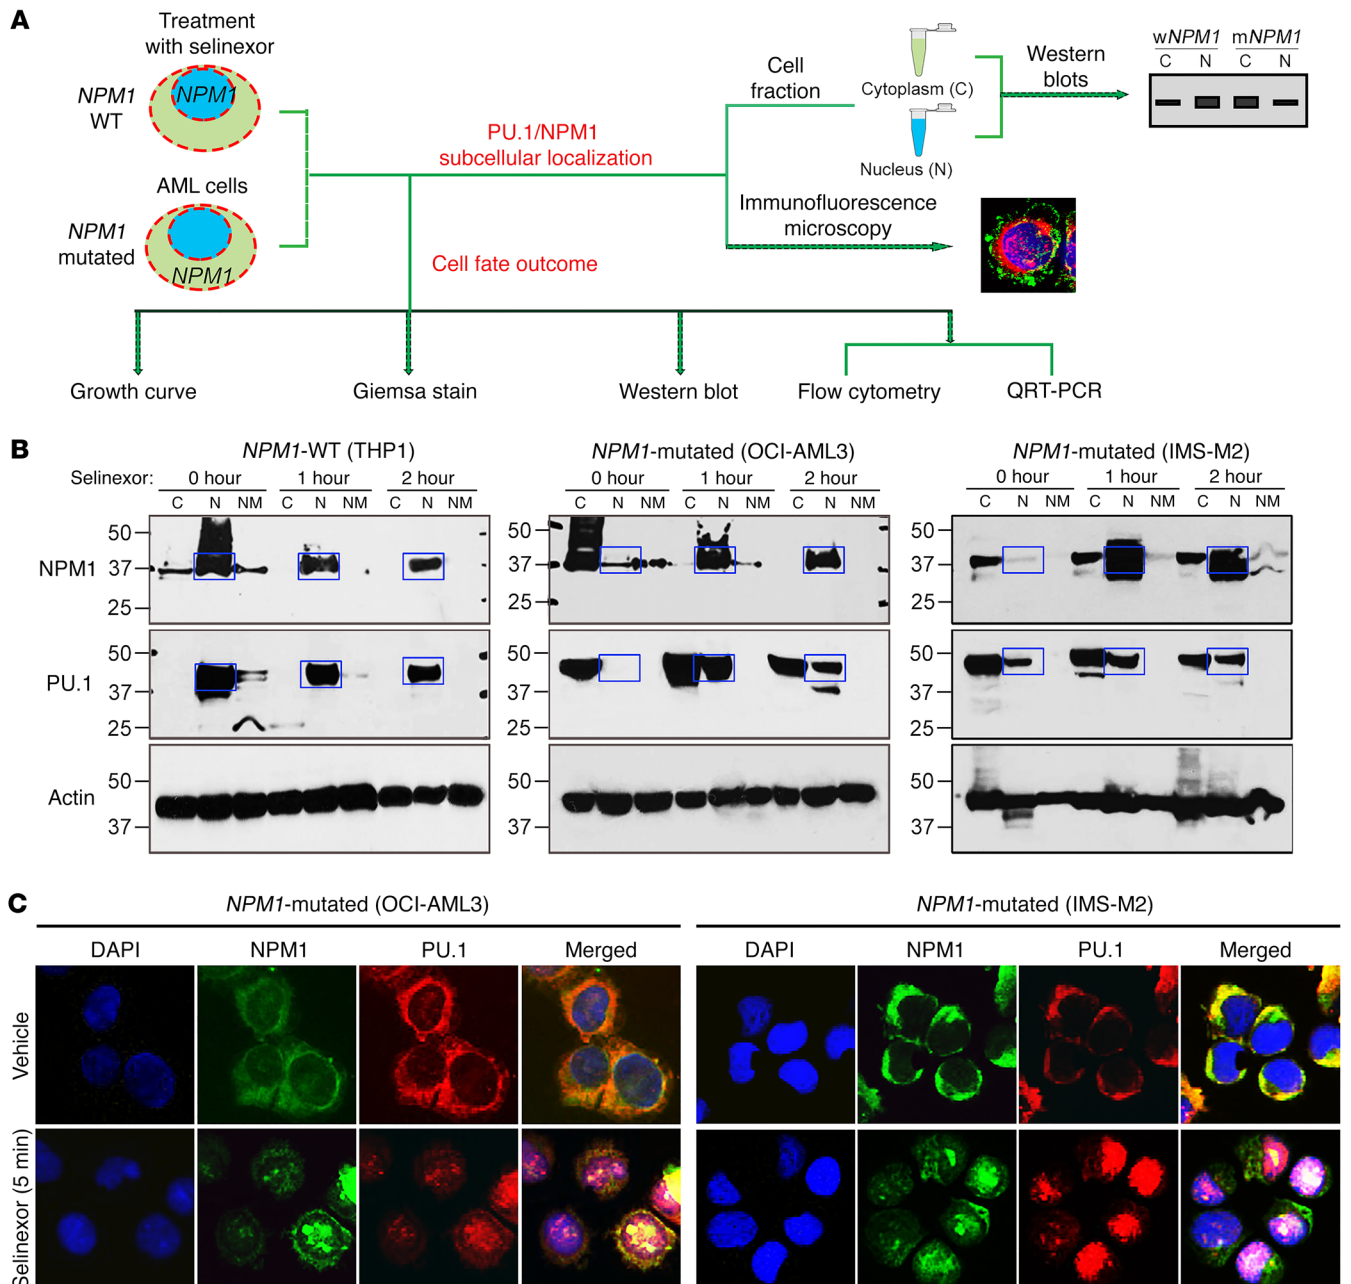 A
Treatment
with selinexor
NPM1
WT
NPM1
AML cells
NPM1
mutated
NPM1
PU.1/NPM1
subcellular localization
Cell fate outcome
Cell
fraction
Cytoplasm (C)
Nucleus (N)
Western
blots
wNPM1 mNPM1
C N C N
Immunofluorescence
microscopy
Growth curve
Giemsa stain
Western blot
Flow cytometry
QRT-PCR
B
NPM1-WT (THP1)
NPM1-mutated (OCI-AML3)
NPM1-mutated (IMS-M2)
Selinexor: 0 hour 1 hour 2 hour 0 hour 1 hour 2 hour 0 hour 1 hour 2 hour
C N NM C N NM C N NM C N NM C N NM C N NM C N NM C N NM C N NM
50 50 50
NPM1 37 37 37
25 25 25
50 50 50
PU.1 37 37 37
25 25 25
50 50 50
Actin
37 37 37
C
NPM1-mutated (OCI-AML3)
NPM1-mutated (IMS-M2)
DAPI NPM1 PU.1 Merged DAPI NPM1 PU.1 Merged
Vehicle
Selinexor (5 min)